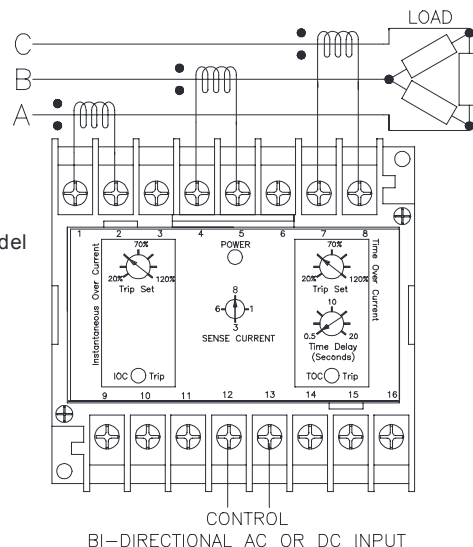 LOAD
C
B
A
del
1 2 3 4 5 6 7 8
Instantaneous Over Current
70%
20% 120%
Trip Set
IOC Trip
POWER
8
6 1
3
SENSE CURRENT
Time Over Current
70%
20% 120%
Trip Set
10
0.5 20
Time Delay
(Seconds)
TOC Trip
9 10 11 12 13 14 15 16
CONTROL
BI-DIRECTIONAL AC OR DC INPUT